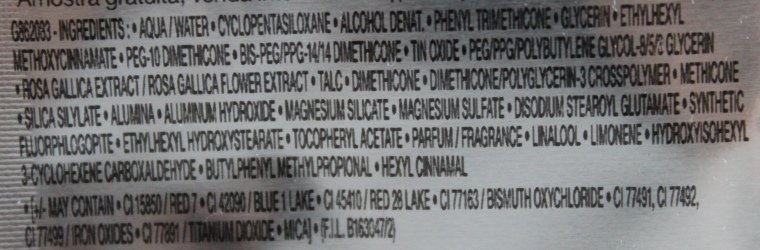 Amostra gratuita,
G862083 - INGREDIENTS : • AQUA / WATER • CYCLOPENTASILOXANE • ALCOHOL DENAT. • PHENYL TRIMETHICONE • GLYCERIN • ETHYLHEXYL
METHOXYCINNAMATE • PEG-10 DIMETHICONE • BIS-PEG/PPG-14/14 DIMETHICONE • TIN OXIDE • PEG/PPG/POLYBUTYLENE GLYCOL-8/5/3 GLYCERIN
• ROSA GALLICA EXTRACT / ROSA GALLICA FLOWER EXTRACT • TALC • DIMETHICONE • DIMETHICONE/POLYGLYCERIN-3 CROSSPOLYMER • METHICONE
• SILICA SILYLATE • ALUMINA • ALUMINUM HYDROXIDE • MAGNESIUM SILICATE • MAGNESIUM SULFATE • DISODIUM STEAROYL GLUTAMATE • SYNTHETIC
FLUORPHLOGOPITE • ETHYLHEXYL HYDROXYSTEARATE • TOCOPHERYL ACETATE • PARFUM / FRAGRANCE • LINALOOL • LIMONENE • HYDROXYISOHEXYL
3-CYCLOHEXENE CARBOXALDEHYDE • BUTYLPHENYL METHYLPROPIONAL • HEXYL CINNAMAL
• [+/- MAY CONTAIN • CI 15850 / RED 7 • CI 42090 / BLUE 1 LAKE • CI 45410 / RED 28 LAKE • CI 77163 / BISMUTH OXYCHLORIDE • CI 77491, CI 77492,
CI 77499 / IRON OXIDES • CI 77891 / TITANIUM DIOXIDE • MICA] • (F.I.L. B163047/2)